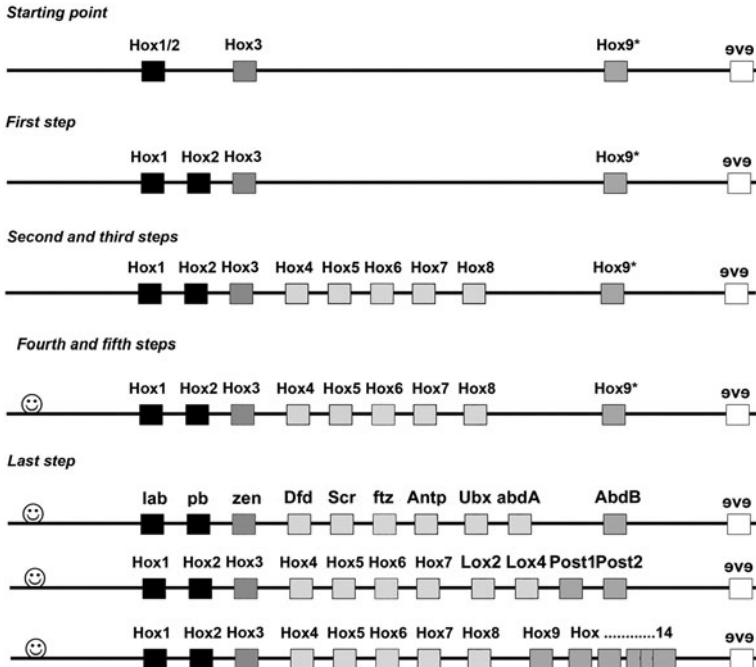 Starting point
Hox1/2 Hox3 Hox9* eve
First step
Hox1 Hox2 Hox3 Hox9* eve
Second and third steps
Hox1 Hox2 Hox3 Hox4 Hox5 Hox6 Hox7 Hox8 Hox9* eve
Fourth and fifth steps
Hox1 Hox2 Hox3 Hox4 Hox5 Hox6 Hox7 Hox8 Hox9* eve
Last step
lab pb zen Dfd Scr ftz Antp Ubx abdA AbdB eve
Hox1 Hox2 Hox3 Hox4 Hox5 Hox6 Hox7 Lox2 Lox4 Post1 Post2 eve
Hox1 Hox2 Hox3 Hox4 Hox5 Hox6 Hox7 Hox8 Hox9 Hox ............14 eve